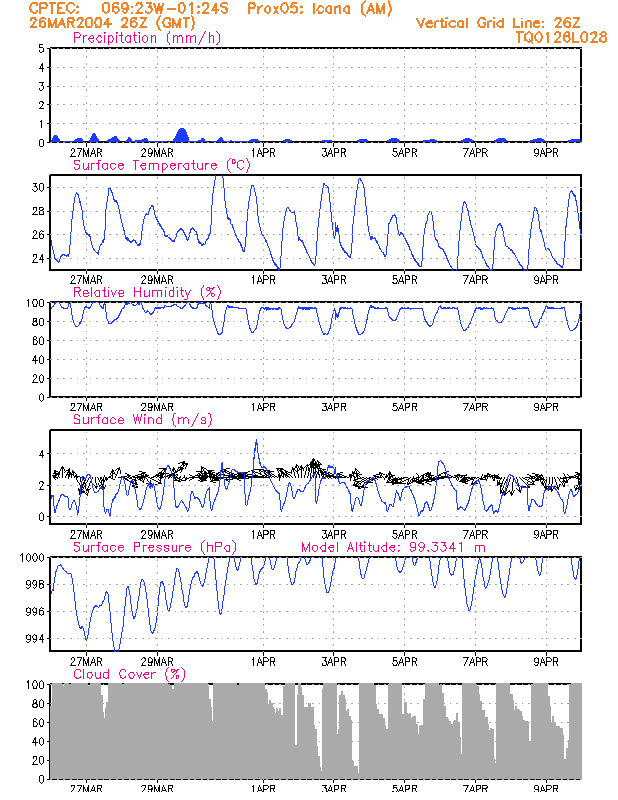 CPTEC: 069:23W-01:24S Prox05: Icana (AM)
26MAR2004 26Z (GMT) Vertical Grid Line: 26Z
Precipitation (mm/h) TQ0126L028
5
4
3
2
1
0
27MAR 29MAR 1APR 3APR 5APR 7APR 9APR
Surface Temperature (°C)
30
28
26
24
27MAR 29MAR 1APR 3APR 5APR 7APR 9APR
Relative Humidity (%)
100
80
60
40
20
0
27MAR 29MAR 1APR 3APR 5APR 7APR 9APR
Surface Wind (m/s)
4
2
0
27MAR 29MAR 1APR 3APR 5APR 7APR 9APR
Surface Pressure (hPa) Model Altitude: 99.3341 m
1000
998
996
994
27MAR 29MAR 1APR 3APR 5APR 7APR 9APR
Cloud Cover (%)
100
80
60
40
20
0
27MAR 29MAR 1APR 3APR 5APR 7APR 9APR